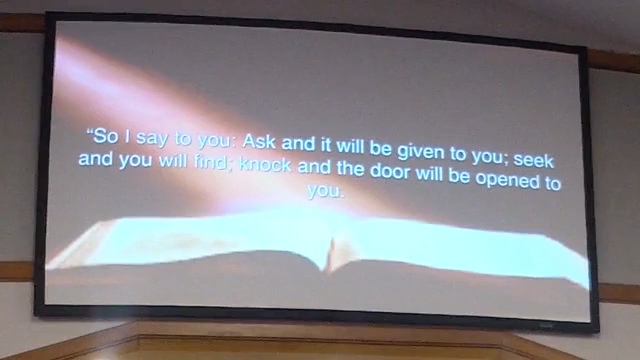 “So I say to you: Ask and it will be given to you; seek
and you will find; knock and the door will be opened to
you.